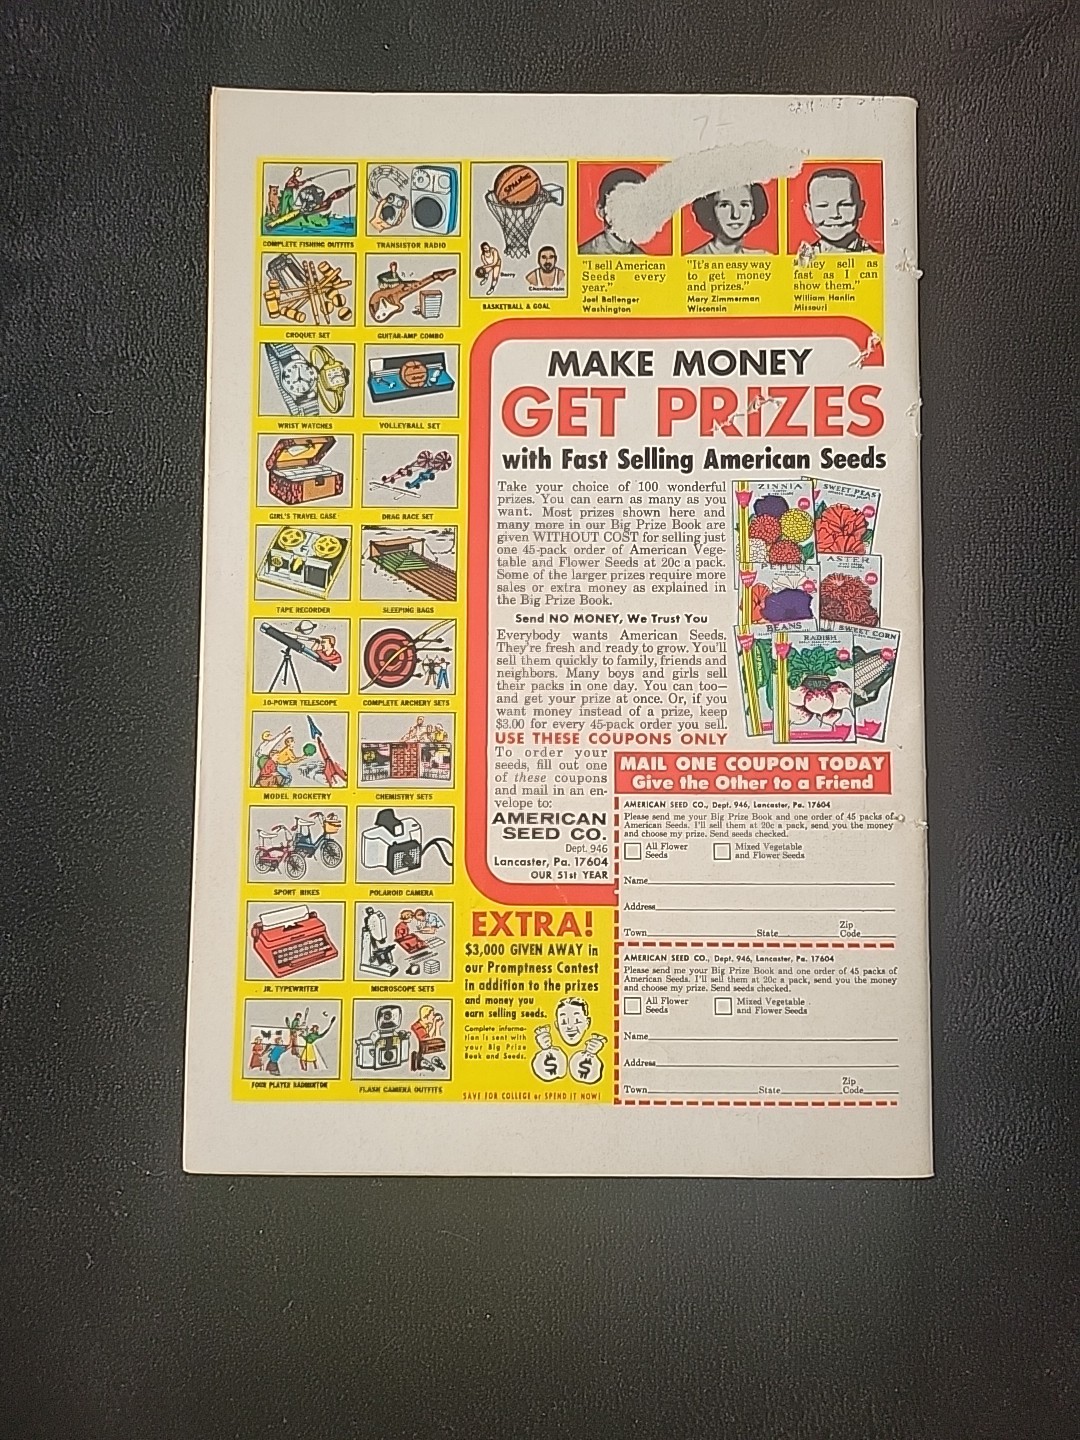 7-
COMPLETE FISHING OUTFITS
TRANSISTOR RADIO
CROQUET SET
GUITAR-AMP COMBO
WRIST WATCHES
VOLLEYBALL SET
GIRL'S TRAVEL CASE
DRAG RACE SET
TAPE RECORDER
SLEEPING BAGS
10-POWER TELESCOPE
COMPLETE ARCHERY SETS
MODEL ROCKETRY
CHEMISTRY SETS
SPORT BIKES
POLAROID CAMERA
JR. TYPEWRITER
MICROSCOPE SETS
FOUR PLAYER BADMINTON
FLASH CAMERA OUTFITS
SPALDING
Barry
Chamberlain
BASKETBALL & GOAL
"I sell American
Seeds every
year."
Joel Ballenger
Washington
"It's an easy way
to get money
and prizes."
Mary Zimmerman
Wisconsin
sell as
fast as I can
show them."
William Hanlin
Missouri
MAKE MONEY
GET PRIZES
with Fast Selling American Seeds
Take your choice of 100 wonderful
prizes. You can earn as many as you
want. Most prizes shown here and
many more in our Big Prize Book are
given WITHOUT COST for selling just
one 45-pack order of American Vege-
table and Flower Seeds at 20c a pack.
Some of the larger prizes require more
sales or extra money as explained in
the Big Prize Book.
Send NO MONEY, We Trust You
Everybody wants American Seeds.
They're fresh and ready to grow. You'll
sell them quickly to family, friends and
neighbors. Many boys and girls sell
their packs in one day. You can too—
and get your prize at once. Or, if you
want money instead of a prize, keep
$3.00 for every 45-pack order you sell.
USE THESE COUPONS ONLY
To order your
seeds, fill out one
of these coupons
and mail in an en-
velope to:
AMERICAN
SEED CO.
Dept. 946
Lancaster, Pa. 17604
OUR 51st YEAR
ZINNIA
SWEET PEAS
PETUNIA
ASTER
BEANS
RADISH
SWEET CORN
MAIL ONE COUPON TODAY
Give the Other to a Friend
AMERICAN SEED CO., Dept. 946, Lancaster, Pa. 17604
Please send me your Big Prize Book and one order of 45 packs of
American Seeds. I'll sell them at 20c a pack, send you the money
and choose my prize. Send seeds checked.
All Flower
Seeds
Mixed Vegetable
and Flower Seeds
Name
Address
Town State Zip Code
AMERICAN SEED CO., Dept. 946, Lancaster, Pa. 17604
Please send me your Big Prize Book and one order of 45 packs of
American Seeds. I'll sell them at 20c a pack, send you the money
and choose my prize. Send seeds checked.
All Flower
Seeds
Mixed Vegetable
and Flower Seeds
Name
Address
Town State Zip Code
EXTRA!
$3,000 GIVEN AWAY in
our Promptness Contest
in addition to the prizes
and money you
earn selling seeds.
Complete informa-
tion is sent with
your Big Prize
Book and Seeds.
$ $
SAVE FOR COLLEGE or SPEND IT NOW!